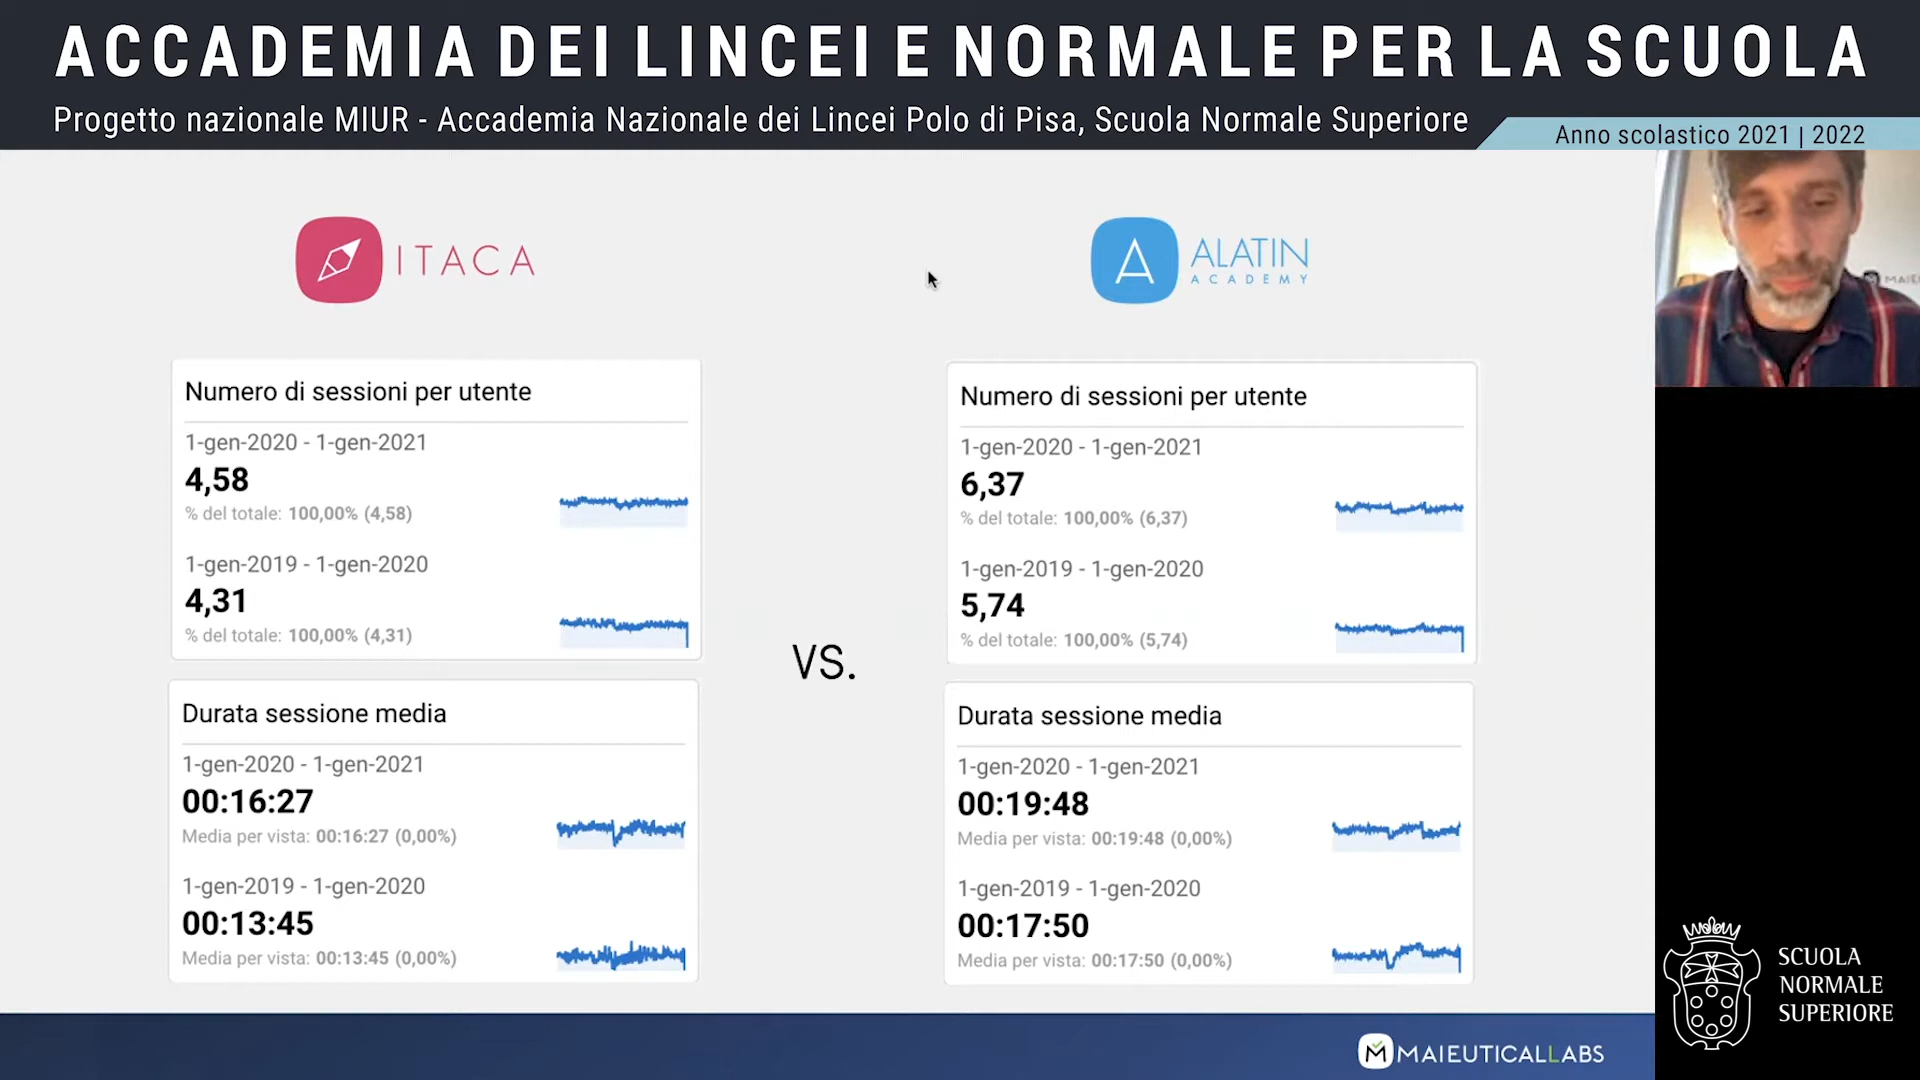 ACCADEMIA DEI LINCEI E NORMALE PER LA SCUOLA
Progetto nazionale MIUR - Accademia Nazionale dei Lincei Polo di Pisa, Scuola Normale Superiore
Anno scolastico 2021 | 2022
ITACA
Numero di sessioni per utente
1-gen-2020 - 1-gen-2021
4,58
% del totale: 100,00% (4,58)
1-gen-2019 - 1-gen-2020
4,31
% del totale: 100,00% (4,31)
Durata sessione media
1-gen-2020 - 1-gen-2021
00:16:27
Media per vista: 00:16:27 (0,00%)
1-gen-2019 - 1-gen-2020
00:13:45
Media per vista: 00:13:45 (0,00%)
VS.
A
ALATIN
ACADEMY
Numero di sessioni per utente
1-gen-2020 - 1-gen-2021
6,37
% del totale: 100,00% (6,37)
1-gen-2019 - 1-gen-2020
5,74
% del totale: 100,00% (5,74)
Durata sessione media
1-gen-2020 - 1-gen-2021
00:19:48
Media per vista: 00:19:48 (0,00%)
1-gen-2019 - 1-gen-2020
00:17:50
Media per vista: 00:17:50 (0,00%)
MAIEUTICALLABS
SCUOLA
NORMALE
SUPERIORE